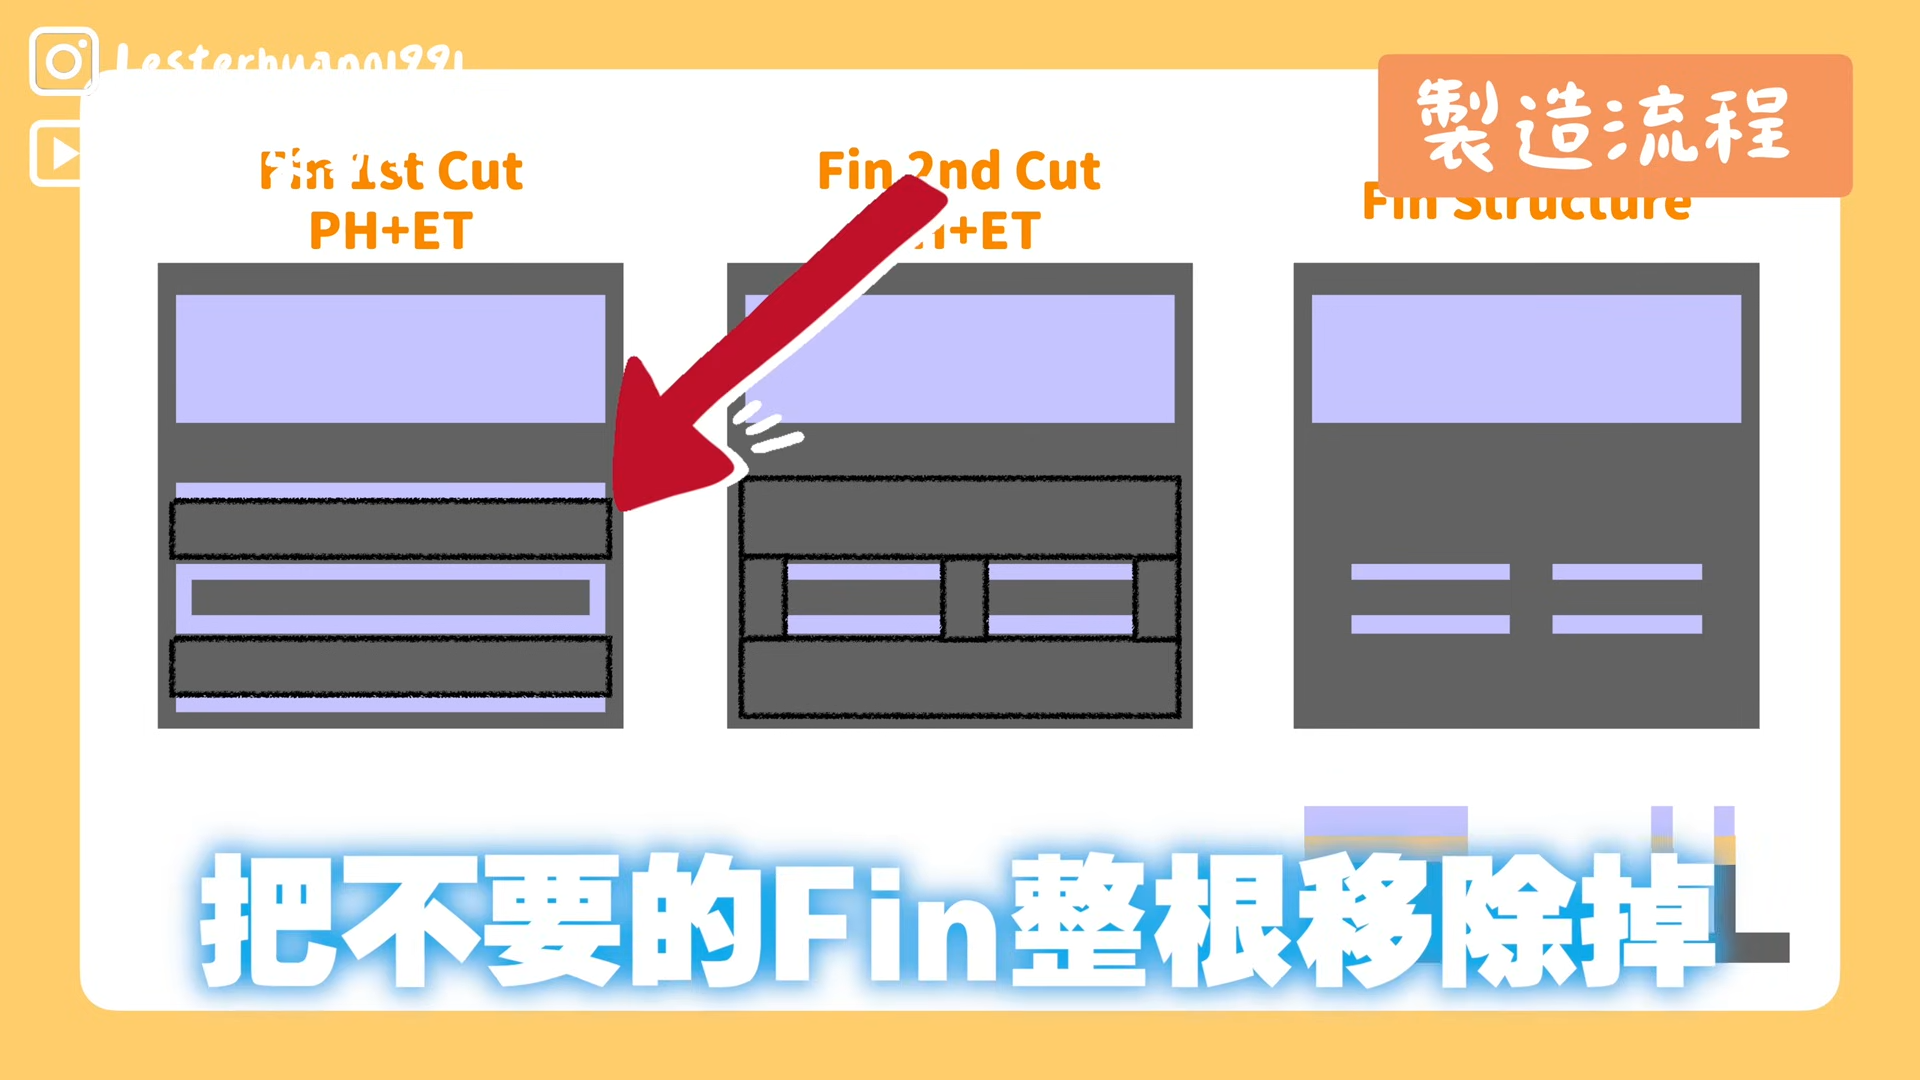 Lesterhuang1991
製造流程
Fin 1st Cut
PH+ET
Fin 2nd Cut
PH+ET
Fin Structure
把不要的Fin整根移除掉